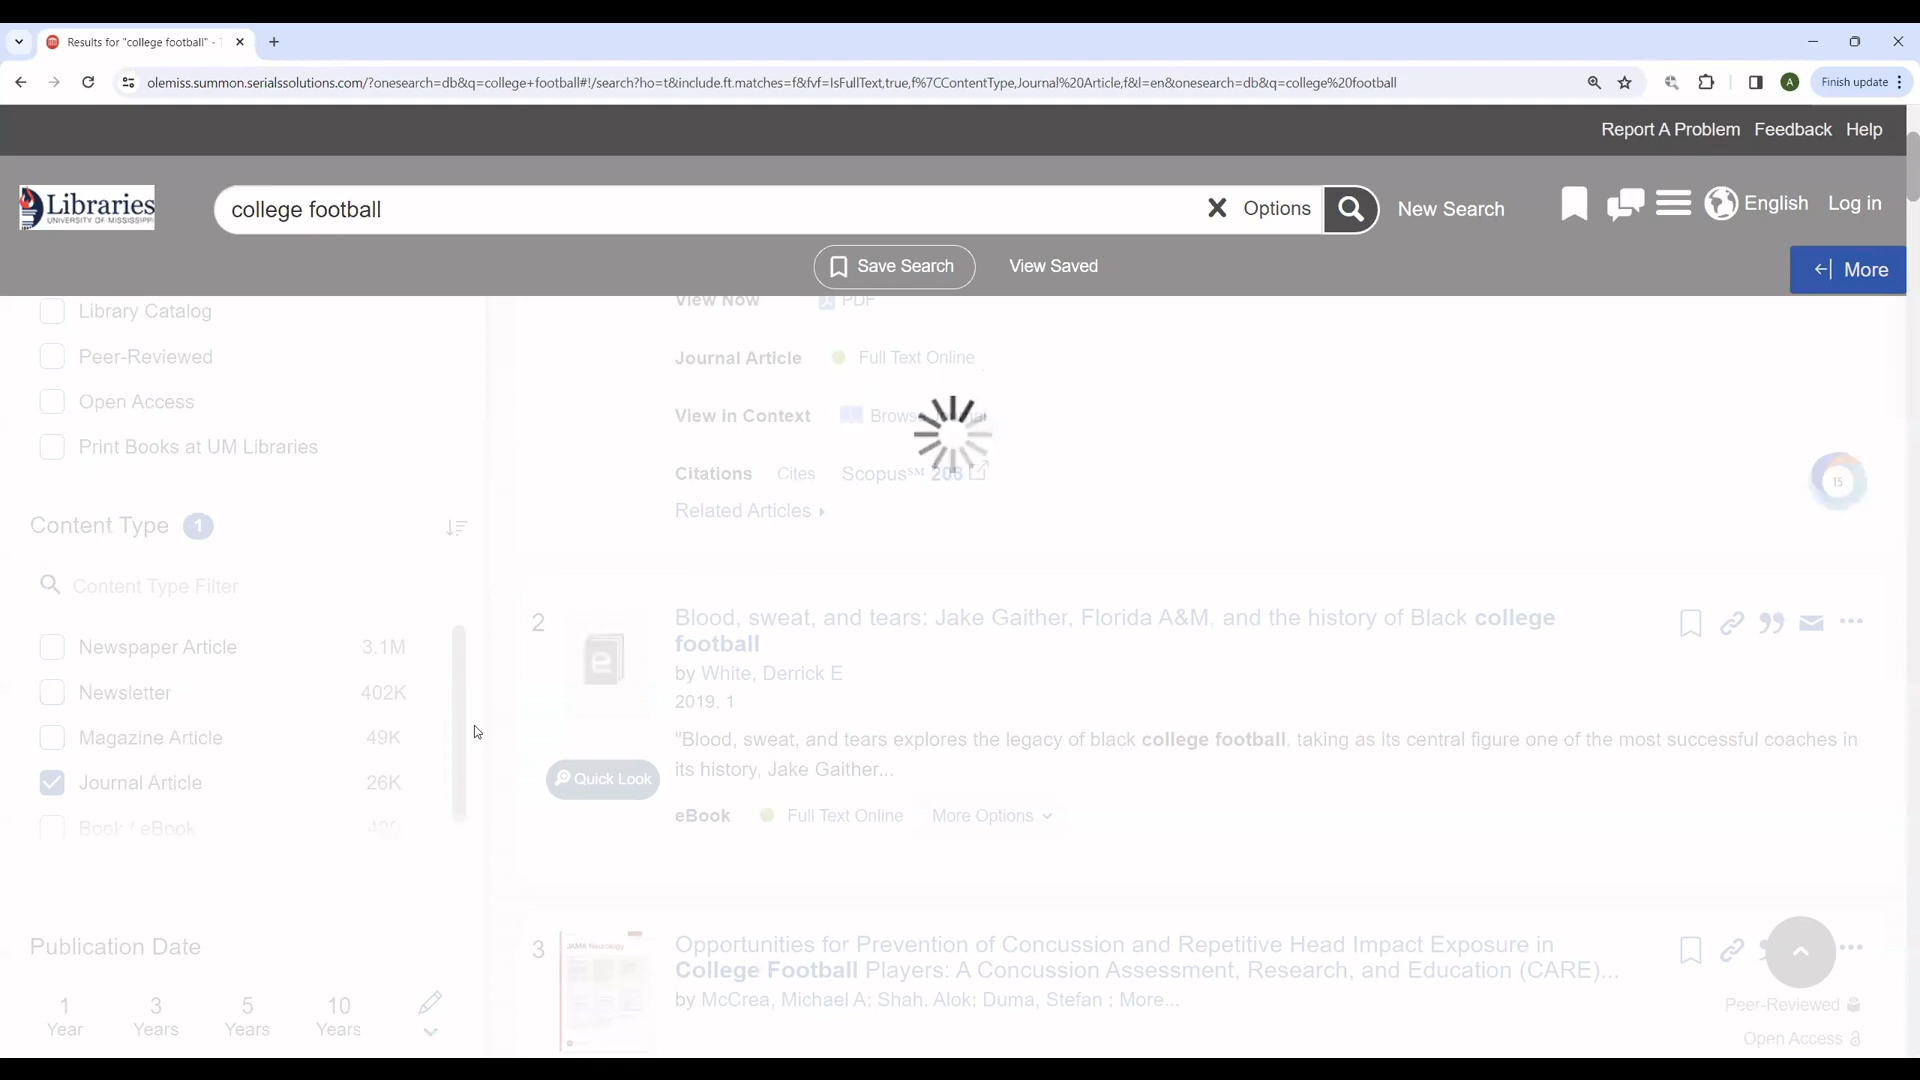 Results for "college football" -
olemiss.summon.serialssolutions.com/?onesearch=db&q=college+football#!/search?ho=t&include.ft.matches=f&fvf=IsFullText,true,f%7CContentType,Journal%20Article,f&l=en&onesearch=db&q=college%20football
A
Finish update
Report A Problem Feedback Help
Libraries
UNIVERSITY OF MISSISSIPPI
college football
Options
New Search
English
Log in
Save Search
View Saved
More
Library Catalog
Peer-Reviewed
Open Access
Print Books at UM Libraries
Content Type 1
Content Type Filter
Newspaper Article 3.1M
Newsletter 402K
Magazine Article 49K
Journal Article 26K
Book / eBook
Publication Date
1 Year
3 Years
5 Years
10 Years
View Now PDF
Journal Article Full Text Online
View in Context
Citations Cites Scopus℠
Related Articles
15
2
Blood, sweat, and tears: Jake Gaither, Florida A&M, and the history of Black college
football
by White, Derrick E
2019. 1
"Blood, sweat, and tears explores the legacy of black college football, taking as its central figure one of the most successful coaches in
its history, Jake Gaither...
Quick Look
eBook Full Text Online More Options
3
JAMA Neurology
Opportunities for Prevention of Concussion and Repetitive Head Impact Exposure in
College Football Players: A Concussion Assessment, Research, and Education (CARE)...
by McCrea, Michael A; Shah. Alok; Duma, Stefan ; More...
Peer-Reviewed
Open Access